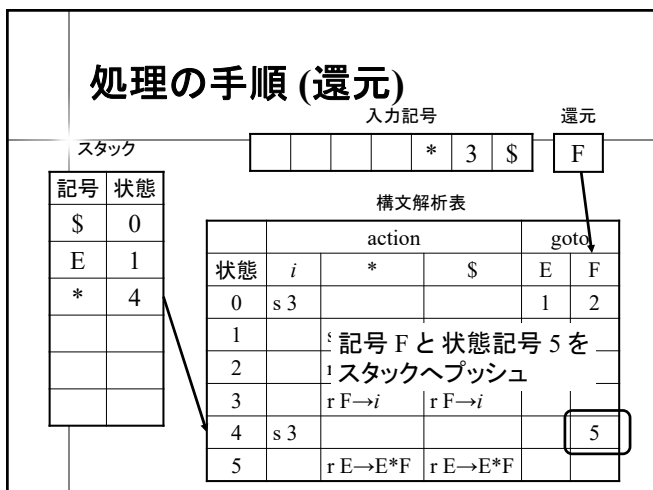 処理の手順 (還元)
入力記号 還元
スタック
* 3 $ F
記号 状態
$ 0
E 1
* 4
構文解析表
action goto
状態 i * $ E F
0 s 3 1 2
1
記号 F と 状態記号 5 を
2
スタックへプッシュ
3 r F→i r F→i
4 s 3 5
5 r E→E*F r E→E*F